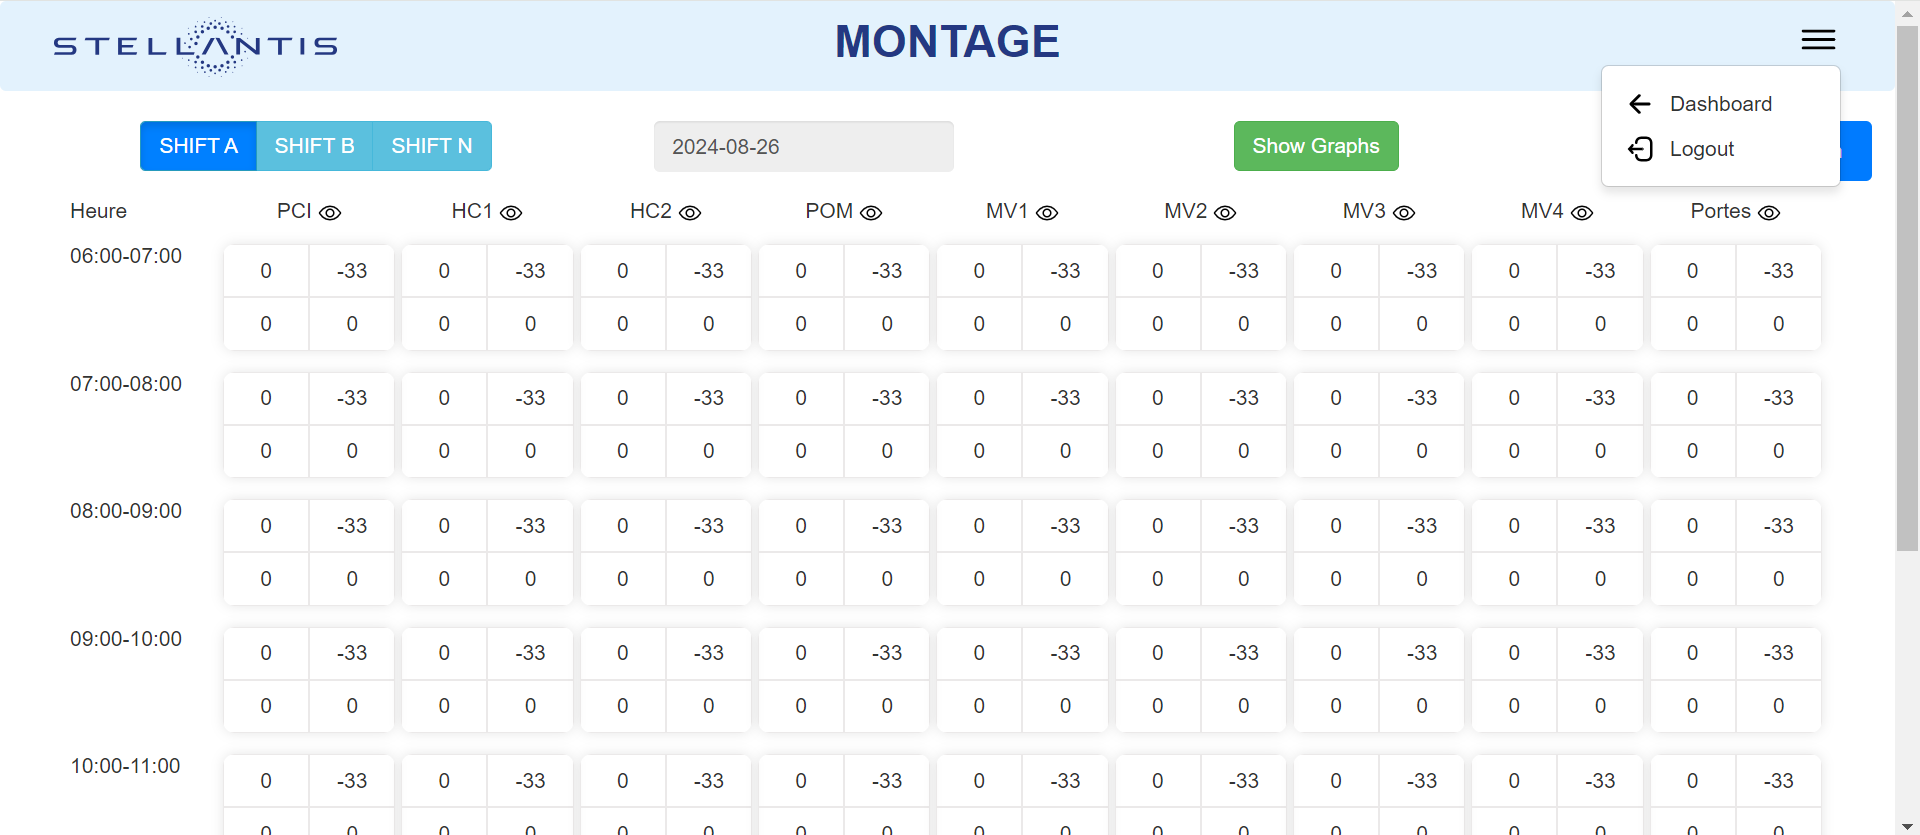 STELLANTIS
MONTAGE
Dashboard
Logout
SHIFT A SHIFT B SHIFT N 2024-08-26 Show Graphs
Heure PCI HC1 HC2 POM MV1 MV2 MV3 MV4 Portes
06:00-07:00
0 -33 0 -33 0 -33 0 -33 0 -33 0 -33 0 -33 0 -33 0 -33
0 0 0 0 0 0 0 0 0 0 0 0 0 0 0 0 0 0
07:00-08:00
0 -33 0 -33 0 -33 0 -33 0 -33 0 -33 0 -33 0 -33 0 -33
0 0 0 0 0 0 0 0 0 0 0 0 0 0 0 0 0 0
08:00-09:00
0 -33 0 -33 0 -33 0 -33 0 -33 0 -33 0 -33 0 -33 0 -33
0 0 0 0 0 0 0 0 0 0 0 0 0 0 0 0 0 0
09:00-10:00
0 -33 0 -33 0 -33 0 -33 0 -33 0 -33 0 -33 0 -33 0 -33
0 0 0 0 0 0 0 0 0 0 0 0 0 0 0 0 0 0
10:00-11:00
0 -33 0 -33 0 -33 0 -33 0 -33 0 -33 0 -33 0 -33 0 -33
0 0 0 0 0 0 0 0 0 0 0 0 0 0 0 0 0 0